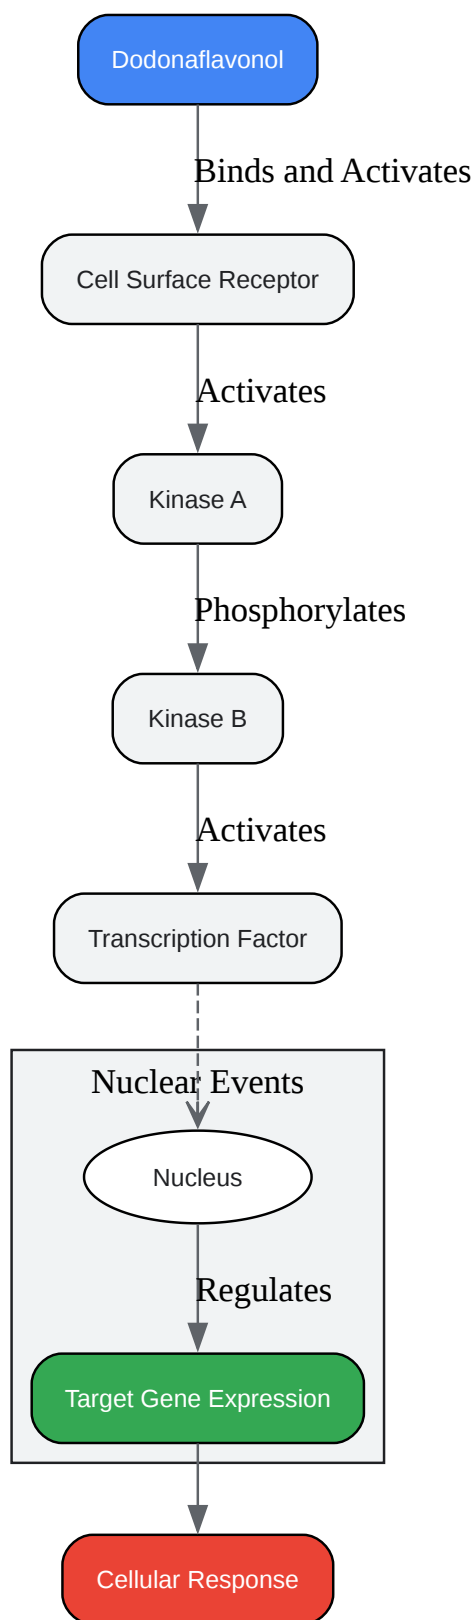 Dodonaflavonol
Binds and Activates
Cell Surface Receptor
Activates
Kinase A
Phosphorylates
Kinase B
Activates
Transcription Factor
Nuclear Events
Nucleus
Regulates
Target Gene Expression
Cellular Response